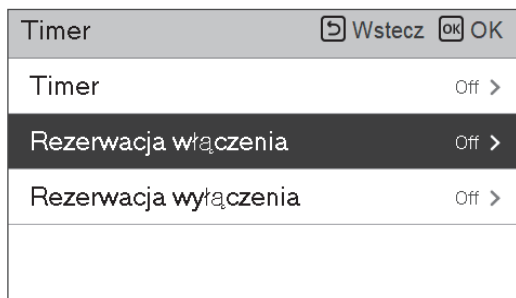 Timer Wstecz OK OK
Timer Off >
Rezerwacja włączenia Off >
Rezerwacja wyłączenia Off >